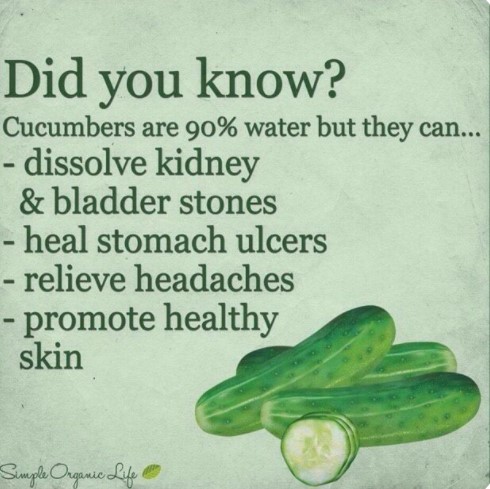 Did you know?
Cucumbers are 90% water but they can...
- dissolve kidney
& bladder stones
- heal stomach ulcers
- relieve headaches
- promote healthy
skin
Simple Organic Life